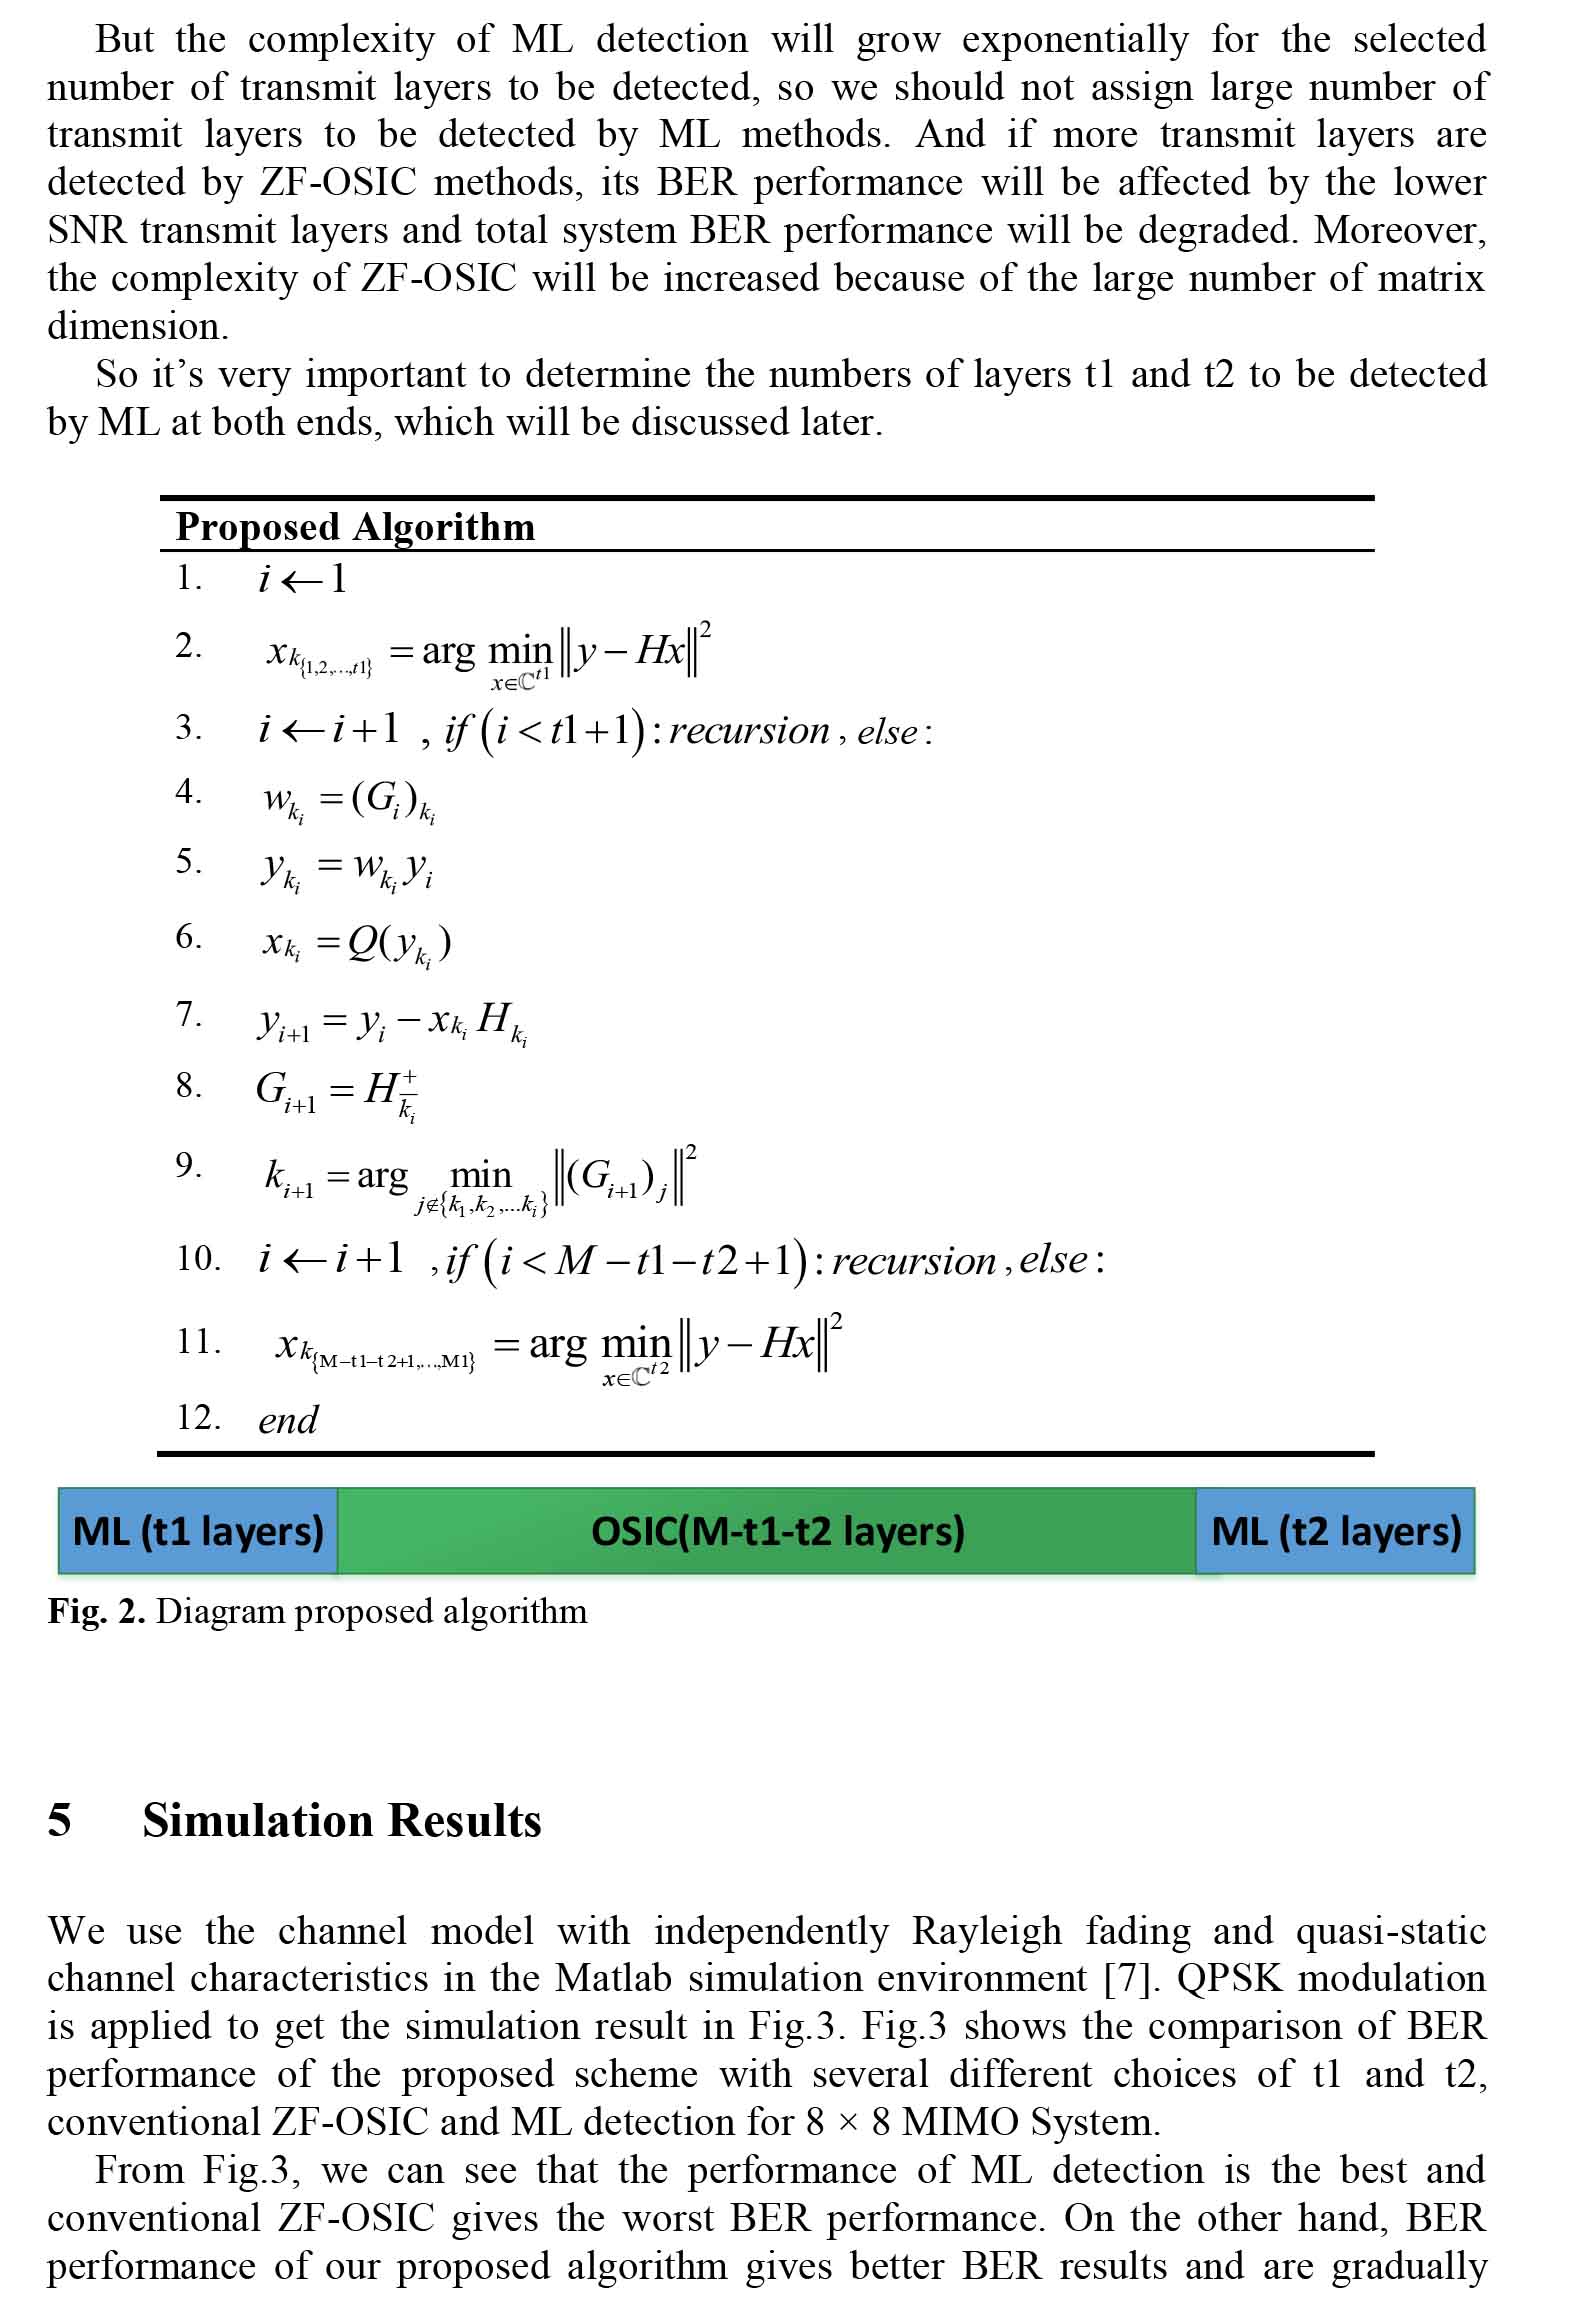 But the complexity of ML detection will grow exponentially for the selected
number of transmit layers to be detected, so we should not assign large number of
transmit layers to be detected by ML methods. And if more transmit layers are
detected by ZF-OSIC methods, its BER performance will be affected by the lower
SNR transmit layers and total system BER performance will be degraded. Moreover,
the complexity of ZF-OSIC will be increased because of the large number of matrix
dimension.
So it’s very important to determine the numbers of layers t1 and t2 to be detected
by ML at both ends, which will be discussed later.
Proposed Algorithm
1. i ← 1
2. x_{k_{\{1,2,…,t1\}}} = arg min_{x∈ℂ^{t1}} ‖y − Hx‖^2
3. i ← i+1 , if (i < t1+1) : recursion , else :
4. w_{k_i} = (G_i)_{k_i}
5. y_{k_i} = w_{k_i} y_i
6. x_{k_i} = Q(y_{k_i})
7. y_{i+1} = y_i − x_{k_i} H_{k_i}
8. G_{i+1} = H^+_{\overline{k_i}}
9. k_{i+1} = arg min_{j∉{k_1,k_2,...k_i}} ‖(G_{i+1})_j‖^2
10. i ← i+1 , if (i < M − t1 − t2 + 1) : recursion , else :
11. x_{k_{\{M−t1−t2+1,…,M1\}}} = arg min_{x∈ℂ^{t2}} ‖y − Hx‖^2
12. end
ML (t1 layers) OSIC(M-t1-t2 layers) ML (t2 layers)
Fig. 2. Diagram proposed algorithm
5 Simulation Results
We use the channel model with independently Rayleigh fading and quasi-static
channel characteristics in the Matlab simulation environment [7]. QPSK modulation
is applied to get the simulation result in Fig.3. Fig.3 shows the comparison of BER
performance of the proposed scheme with several different choices of t1 and t2,
conventional ZF-OSIC and ML detection for 8 × 8 MIMO System.
From Fig.3, we can see that the performance of ML detection is the best and
conventional ZF-OSIC gives the worst BER performance. On the other hand, BER
performance of our proposed algorithm gives better BER results and are gradually